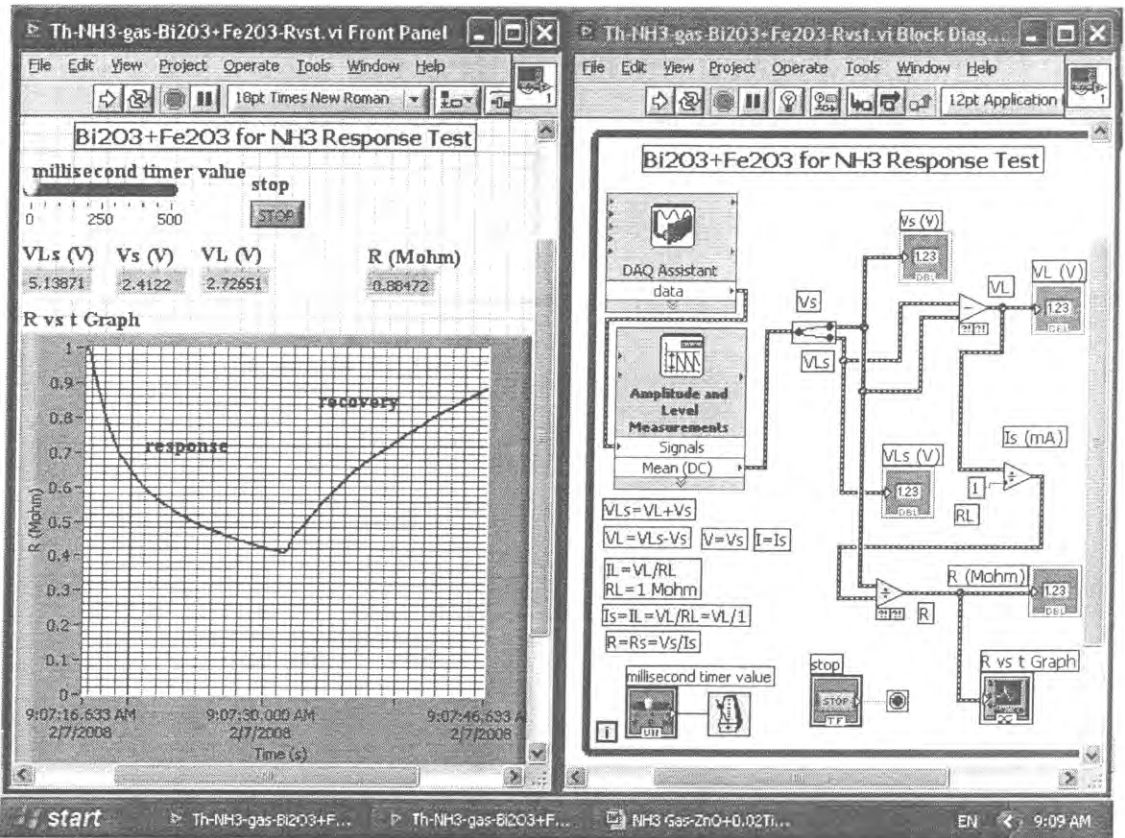 Th-NH3-gas-Bi2O3+Fe2O3-Rvst.vi Front Panel
File Edit View Project Operate Tools Window Help
18pt Times New Roman
1
Bi2O3+Fe2O3 for NH3 Response Test
millisecond timer value
stop
0 250 500
STOP
VLs (V) Vs (V) VL (V) R (Mohm)
5.13871 2.4122 2.72651 0.88472
R vs t Graph
1
0.9
0.8
0.7
0.6
0.5
0.4
0.3
0.2
0.1
0
R (Mohm)
response
recovery
9:07:16.633 AM 9:07:30.000 AM 9:07:46.633 A
2/7/2008 2/7/2008 2/7/2008
Time (s)
Th-NH3-gas-Bi2O3+Fe2O3-Rvst.vi Block Diag...
File Edit View Project Operate Tools Window Help
12pt Application
1
Bi2O3+Fe2O3 for NH3 Response Test
DAQ Assistant
data
Amplitude and
Level
Measurements
Signals
Mean (DC)
Vs (V)
1.23
DBL
Vs
VLs
VL
VL (V)
1.23
DBL
Is (mA)
1
RL
VLs (V)
1.23
DBL
VLs=VL+Vs
VL=VLs-Vs V=Vs I=Is
IL=VL/RL
RL=1 Mohm
Is=IL=VL/RL=VL/1
R=Rs=Vs/Is
R
R (Mohm)
1.23
DBL
R vs t Graph
millisecond timer value
stop
STOP
TF
i
start
Th-NH3-gas-Bi2O3+F... Th-NH3-gas-Bi2O3+F... NH3 Gas-ZnO+0.02Ti... EN 9:09 AM